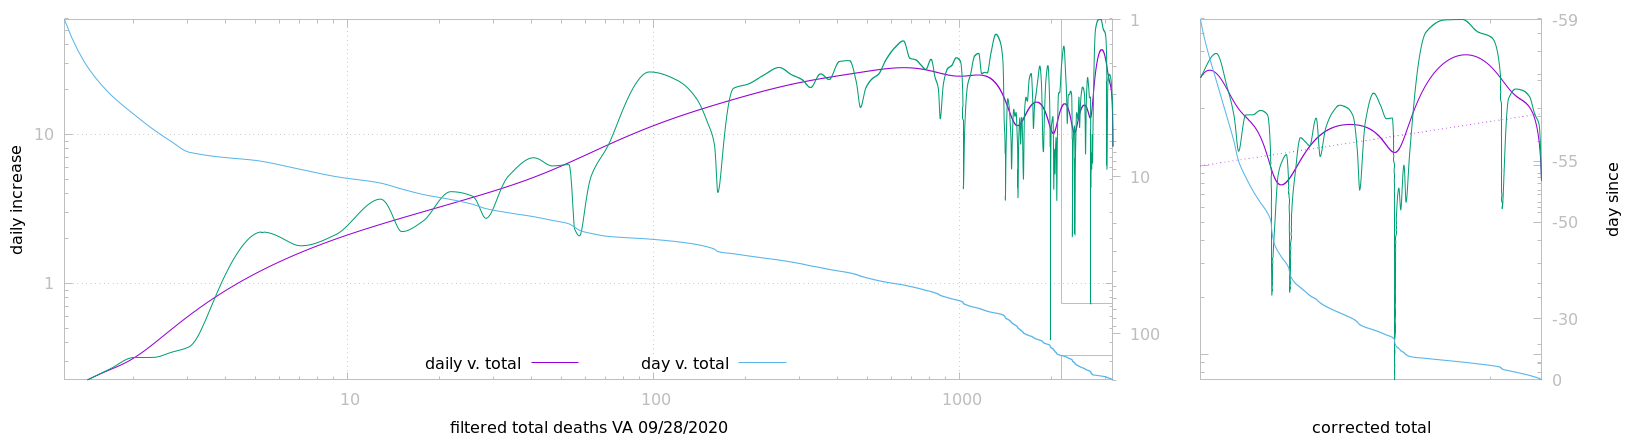 daily increase
10
1
daily v. total
day v. total
10
100
1000
filtered total deaths VA 09/28/2020
1
10
100
-59
-55
-50
-30
0
day since
corrected total